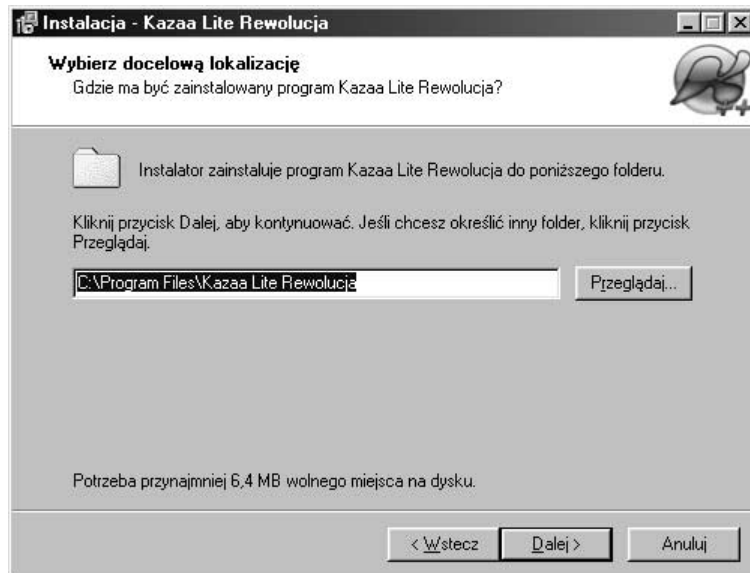 Instalacja - Kazaa Lite Rewolucja
Wybierz docelową lokalizację
Gdzie ma być zainstalowany program Kazaa Lite Rewolucja?
Instalator zainstaluje program Kazaa Lite Rewolucja do poniższego folderu.
Kliknij przycisk Dalej, aby kontynuować. Jeśli chcesz określić inny folder, kliknij przycisk
Przeglądaj.
C:\Program Files\Kazaa Lite Rewolucja
Przeglądaj...
Potrzeba przynajmniej 6,4 MB wolnego miejsca na dysku.
< Wstecz
Dalej >
Anuluj